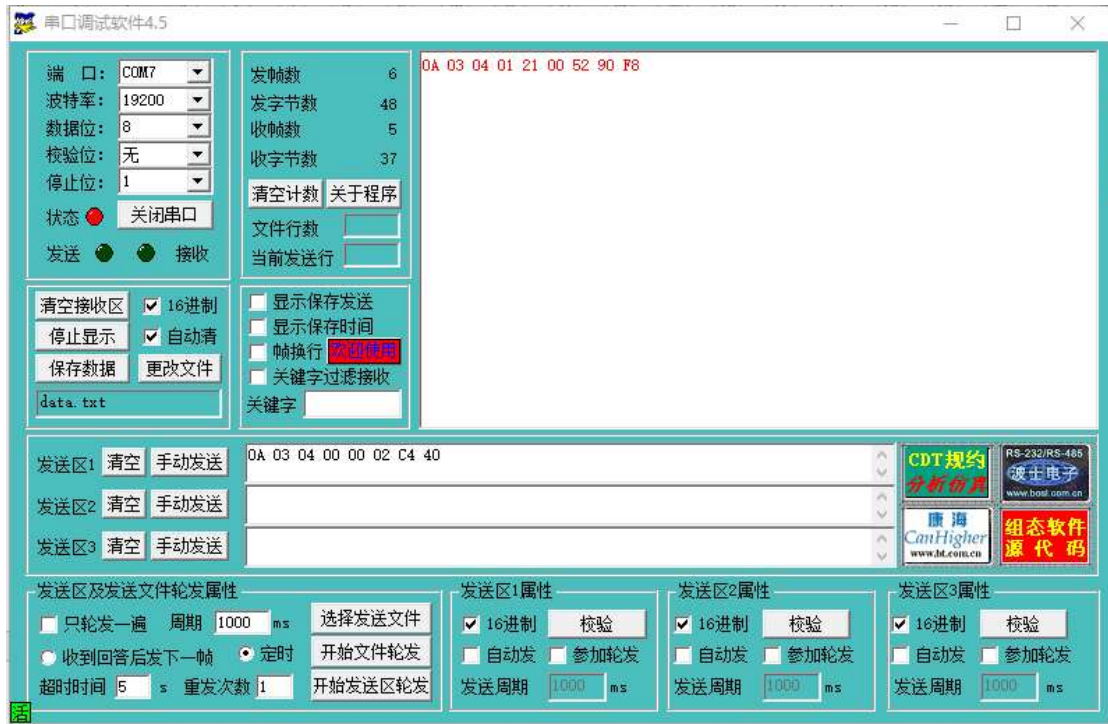 串口调试软件4.5
端 口: COM7
波特率: 19200
数据位: 8
校验位: 无
停止位: 1
状态 关闭串口
发送 接收
发帧数 6
发字节数 48
收帧数 5
收字节数 37
清空计数 关于程序
文件行数
当前发送行
0A 03 04 01 21 00 52 90 F8
清空接收区 16进制
停止显示 自动清
保存数据 更改文件
data.txt
显示保存发送
显示保存时间
帧换行 欢迎使用
关键字过滤接收
关键字
发送区1 清空 手动发送 0A 03 04 00 00 02 C4 40
发送区2 清空 手动发送
发送区3 清空 手动发送
CDT规约
分析仿真
RS-232/RS-485
波士电子
www.bosi.com.cn
康海
CanHigher
www.bt.com.cn
组态软件
源代码
发送区及发送文件轮发属性
只轮发一遍 周期 1000 ms 选择发送文件
收到回答后发下一帧 定时 开始文件轮发
超时时间 5 s 重发次数 1 开始发送区轮发
发送区1属性
16进制 校验
自动发 参加轮发
发送周期 1000 ms
发送区2属性
16进制 校验
自动发 参加轮发
发送周期 1000 ms
发送区3属性
16进制 校验
自动发 参加轮发
发送周期 1000 ms
活